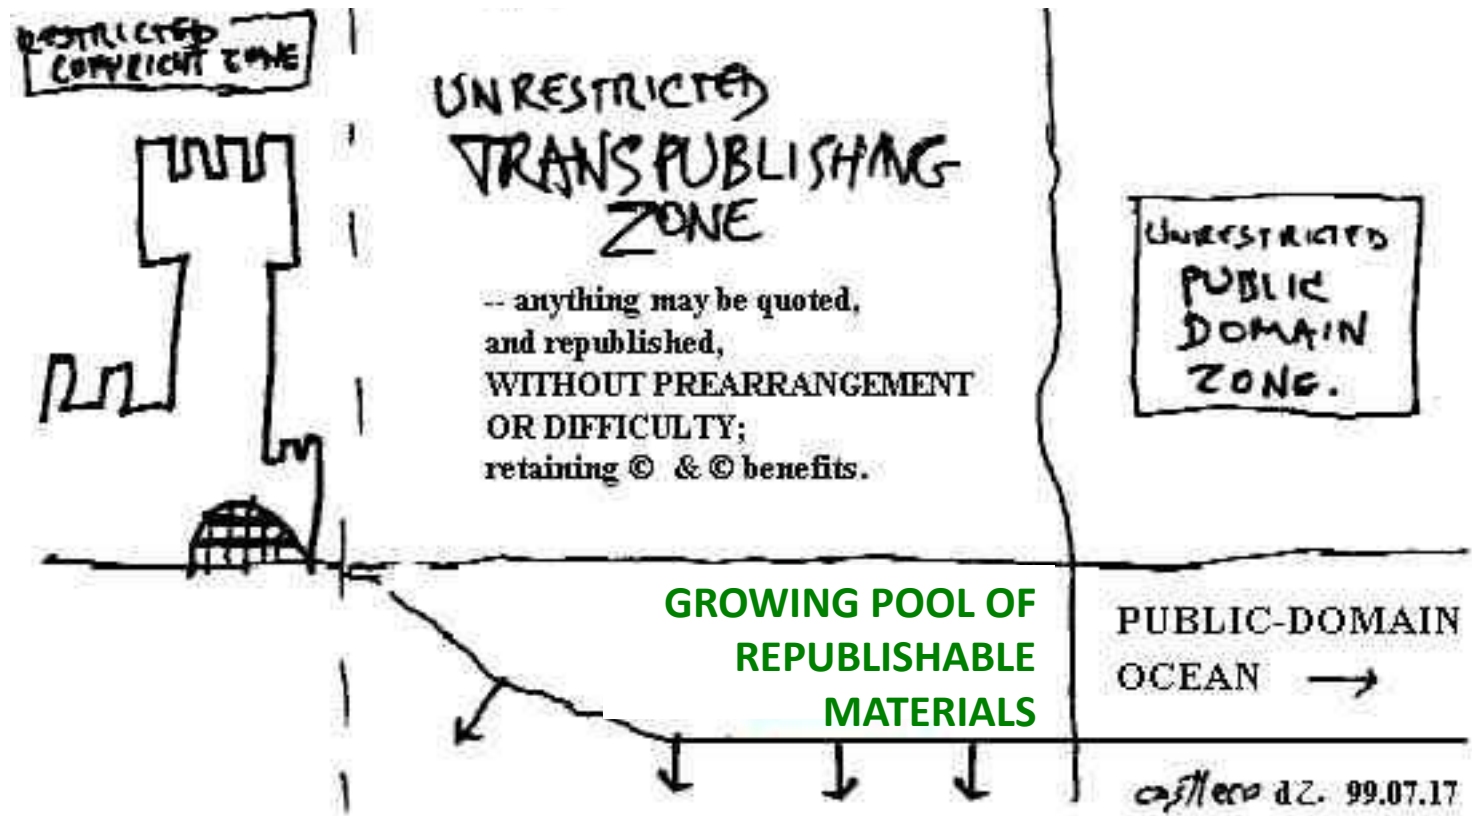 RESTRICTED
COPYRIGHT ZONE
UNRESTRICTED
TRANSPUBLISHING
ZONE
-- anything may be quoted,
and republished,
WITHOUT PREARRANGEMENT
OR DIFFICULTY;
retaining © & © benefits.
UNRESTRICTED
PUBLIC
DOMAIN
ZONE.
GROWING POOL OF
REPUBLISHABLE
MATERIALS
PUBLIC-DOMAIN
OCEAN →
d2. 99.07.17